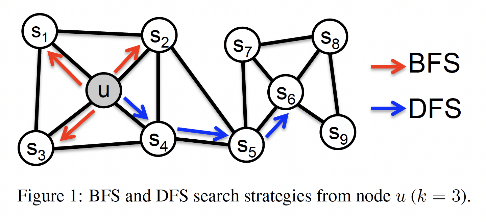 s1 s2 s7 s8
BFS
u s6
DFS
s3 s4 s5 s9
Figure 1: BFS and DFS search strategies from node u (k = 3).